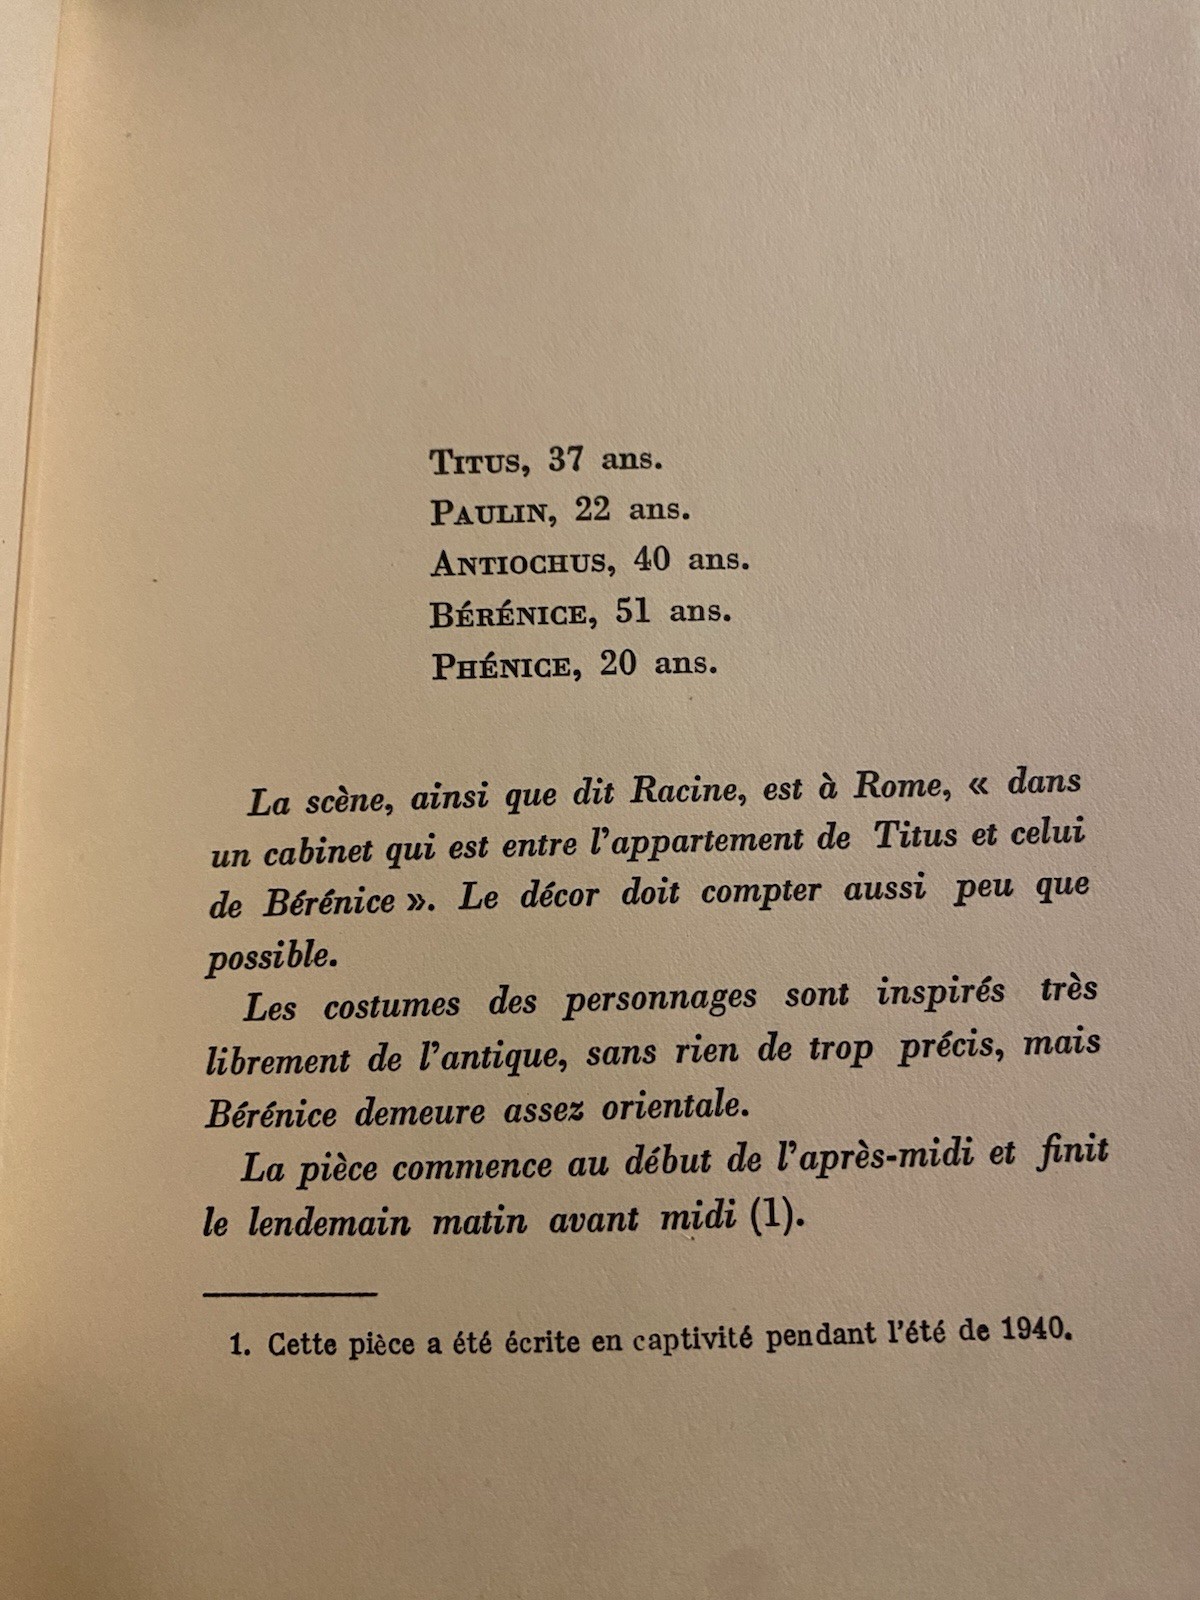 TITUS, 37 ans.
PAULIN, 22 ans.
ANTIOCHUS, 40 ans.
BÉRÉNICE, 51 ans.
PHÉNICE, 20 ans.
La scène, ainsi que dit Racine, est à Rome, « dans
un cabinet qui est entre l'appartement de Titus et celui
de Bérénice ». Le décor doit compter aussi peu que
possible.
Les costumes des personnages sont inspirés très
librement de l'antique, sans rien de trop précis, mais
Bérénice demeure assez orientale.
La pièce commence au début de l'après-midi et finit
le lendemain matin avant midi (1).
1. Cette pièce a été écrite en captivité pendant l'été de 1940.